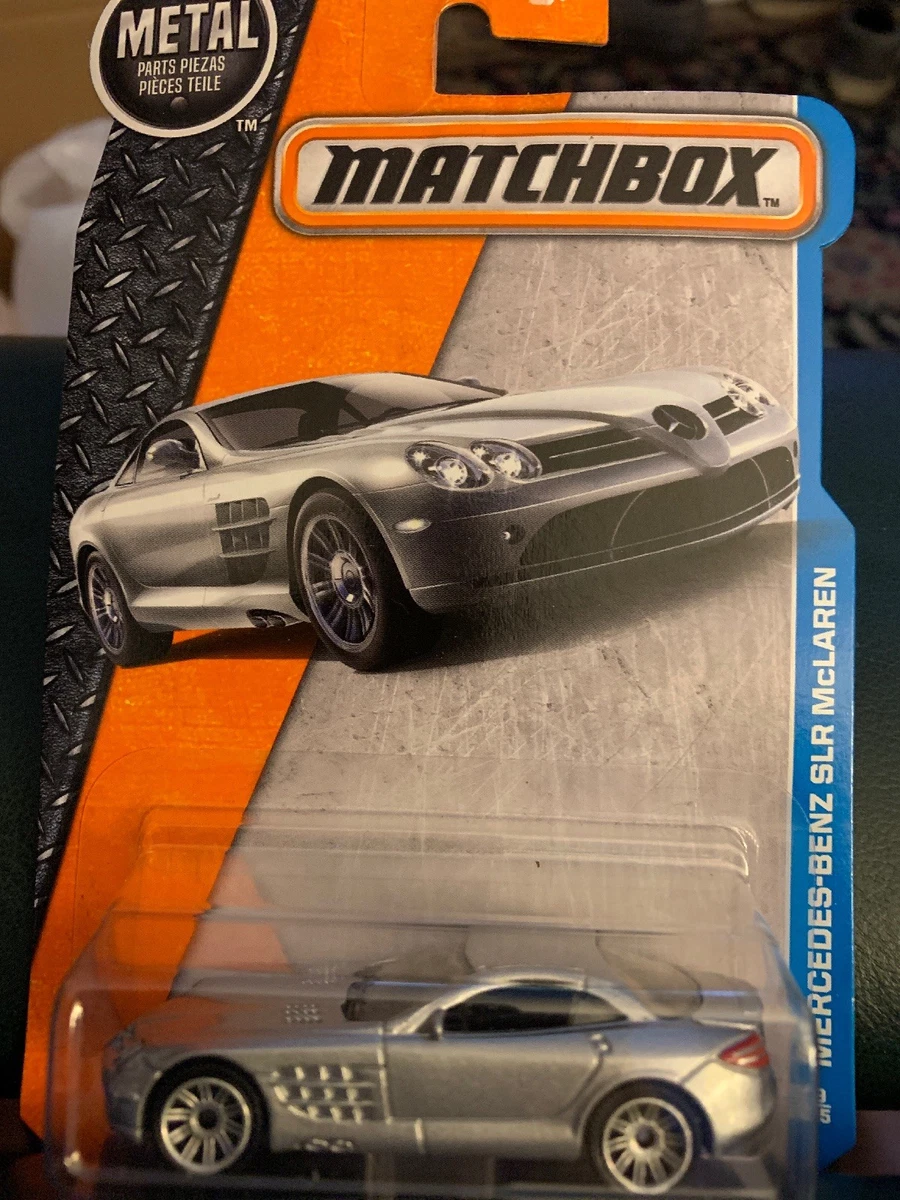 METAL
PARTS PIEZAS
PIÈCES TEILE
TM
MATCHBOX
TM
MERCEDES-BENZ SLR McLAREN